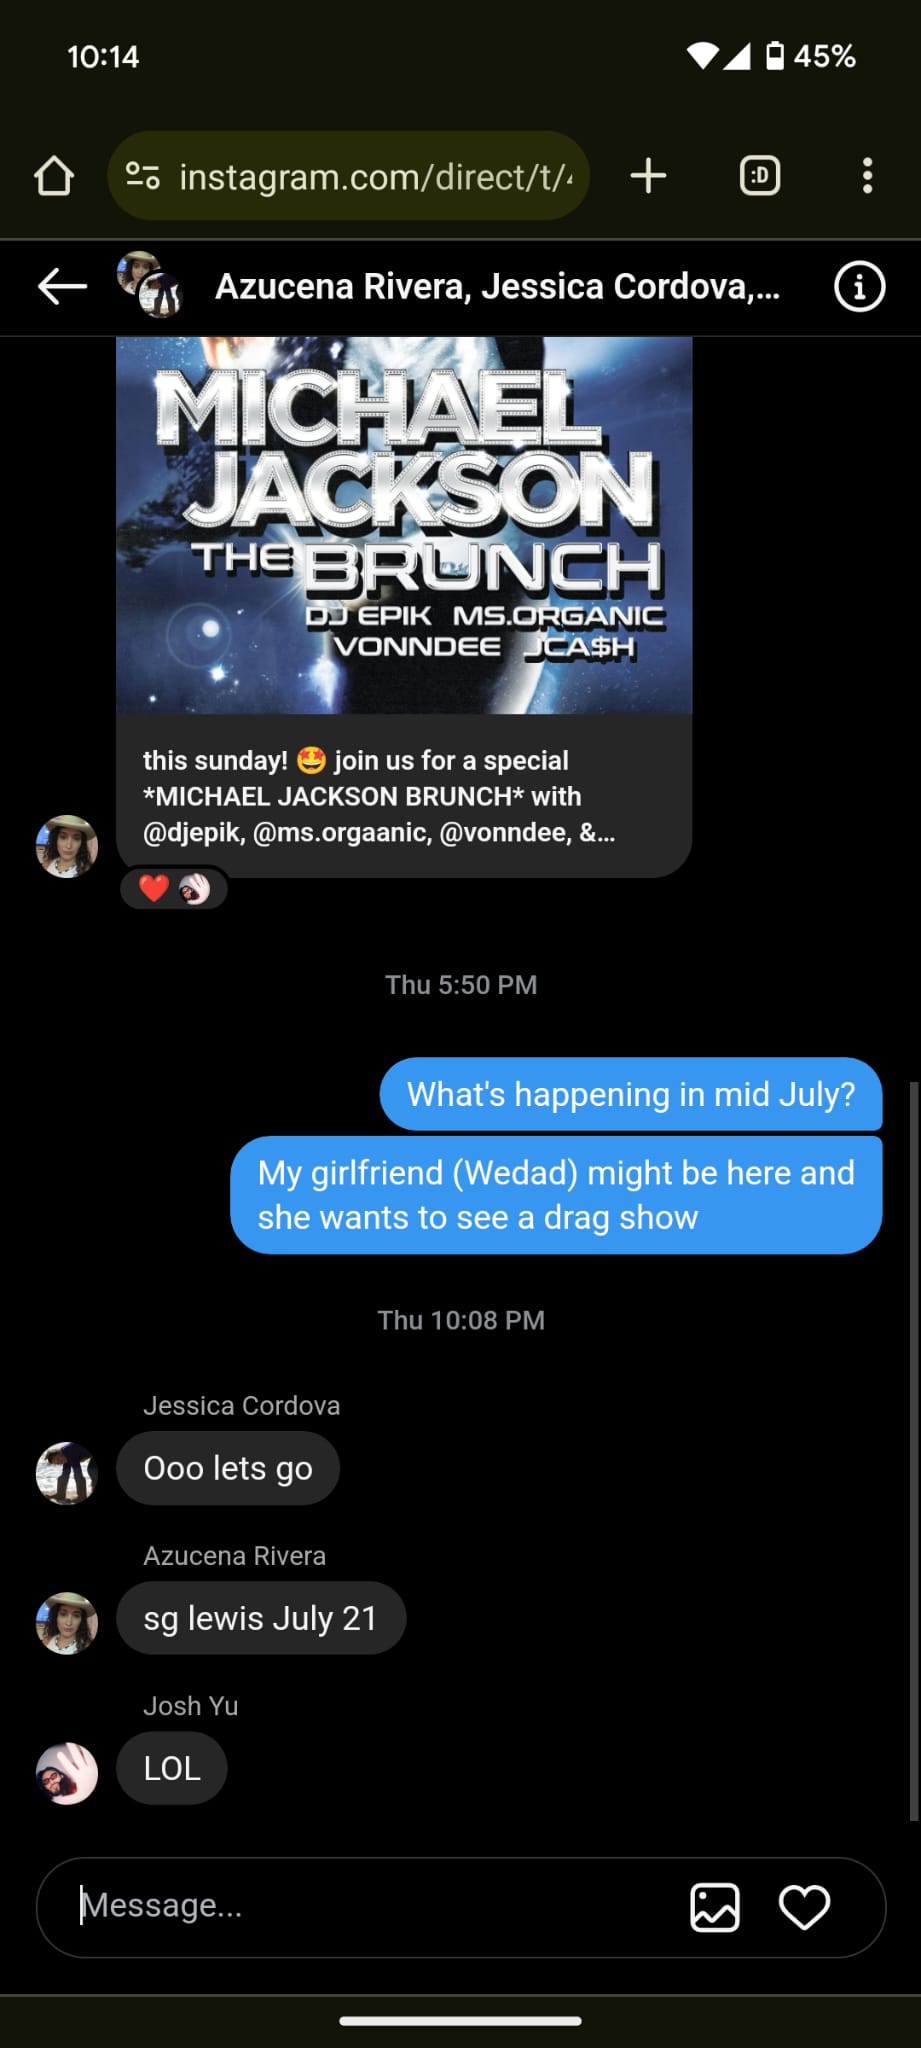 10:14
45%
instagram.com/direct/t/
:D
Azucena Rivera, Jessica Cordova,...
MICHAEL
JACKSON
THE BRUNCH
DJ EPIK MS.ORGANIC
VONNDEE JCA$H
this sunday! 🤩 join us for a special
*MICHAEL JACKSON BRUNCH* with
@djepik, @ms.orgaanic, @vonndee, &...
Thu 5:50 PM
What's happening in mid July?
My girlfriend (Wedad) might be here and
she wants to see a drag show
Thu 10:08 PM
Jessica Cordova
Ooo lets go
Azucena Rivera
sg lewis July 21
Josh Yu
LOL
Message...